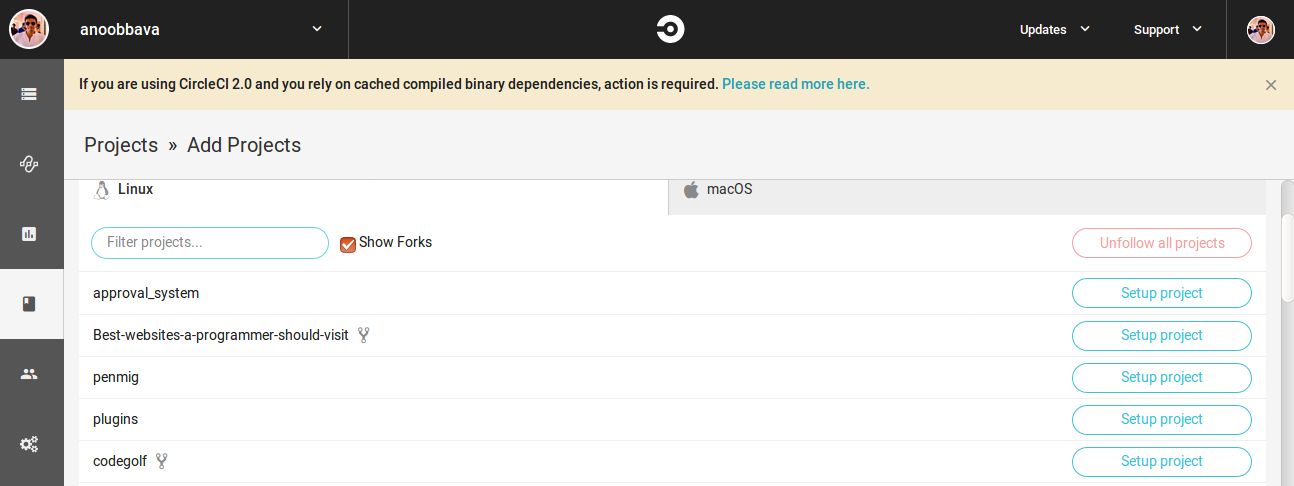 anoobbava
Updates
Support
If you are using CircleCI 2.0 and you rely on cached compiled binary dependencies, action is required. Please read more here.
Projects » Add Projects
Linux
macOS
Filter projects...
Show Forks
Unfollow all projects
approval_system
Setup project
Best-websites-a-programmer-should-visit
Setup project
penmig
Setup project
plugins
Setup project
codegolf
Setup project